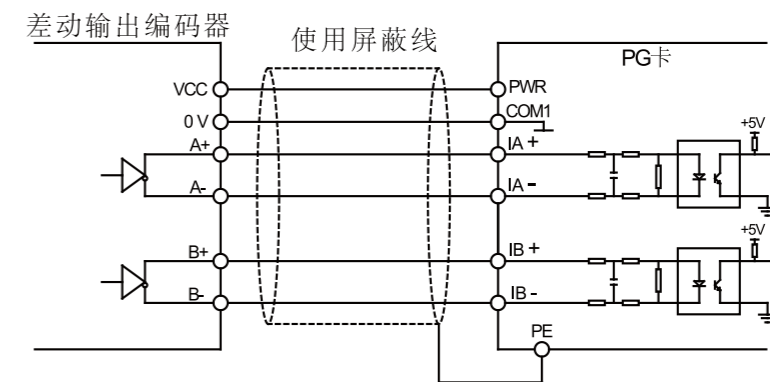 差动输出编码器
使用屏蔽线
PG卡
VCC
PWR
0 V
COM1
+5V
A+
IA +
A-
IA -
+5V
B+
IB +
B-
IB -
PE